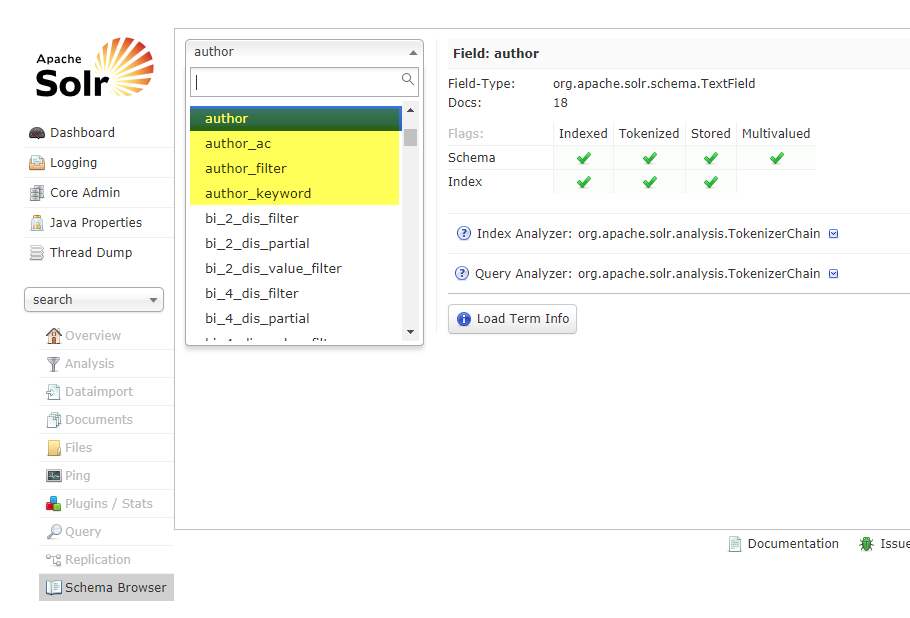 Apache
Solr
Dashboard
Logging
Core Admin
Java Properties
Thread Dump
search
Overview
Analysis
Dataimport
Documents
Files
Ping
Plugins / Stats
Query
Replication
Schema Browser
author
author
author_ac
author_filter
author_keyword
bi_2_dis_filter
bi_2_dis_partial
bi_2_dis_value_filter
bi_4_dis_filter
bi_4_dis_partial
Field: author
Field-Type: org.apache.solr.schema.TextField
Docs: 18
Flags: Indexed Tokenized Stored Multivalued
Schema
Index
Index Analyzer: org.apache.solr.analysis.TokenizerChain
Query Analyzer: org.apache.solr.analysis.TokenizerChain
Load Term Info
Documentation Issue